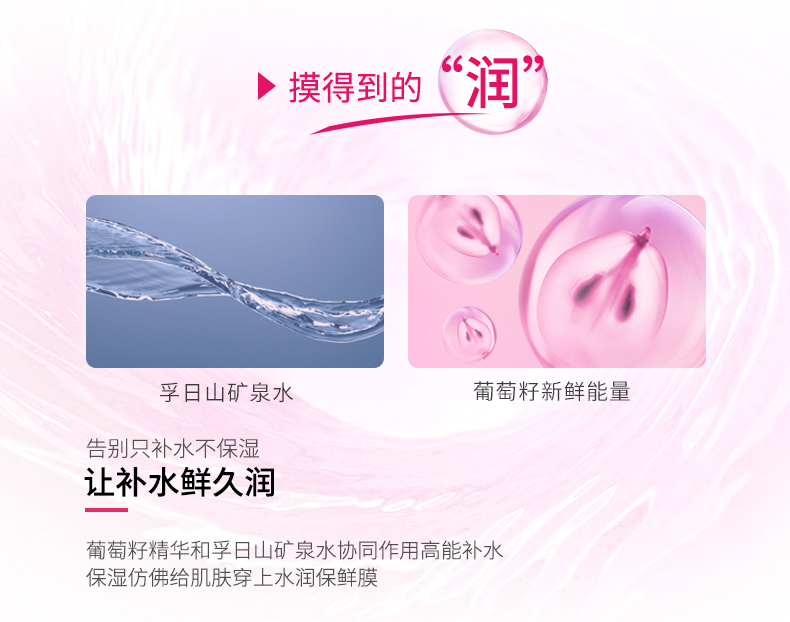 摸得到的“润”
孚日山矿泉水
葡萄籽新鲜能量
告别只补水不保湿
让补水鲜久润
葡萄籽精华和孚日山矿泉水协同作用高能补水
保湿仿佛给肌肤穿上水润保鲜膜